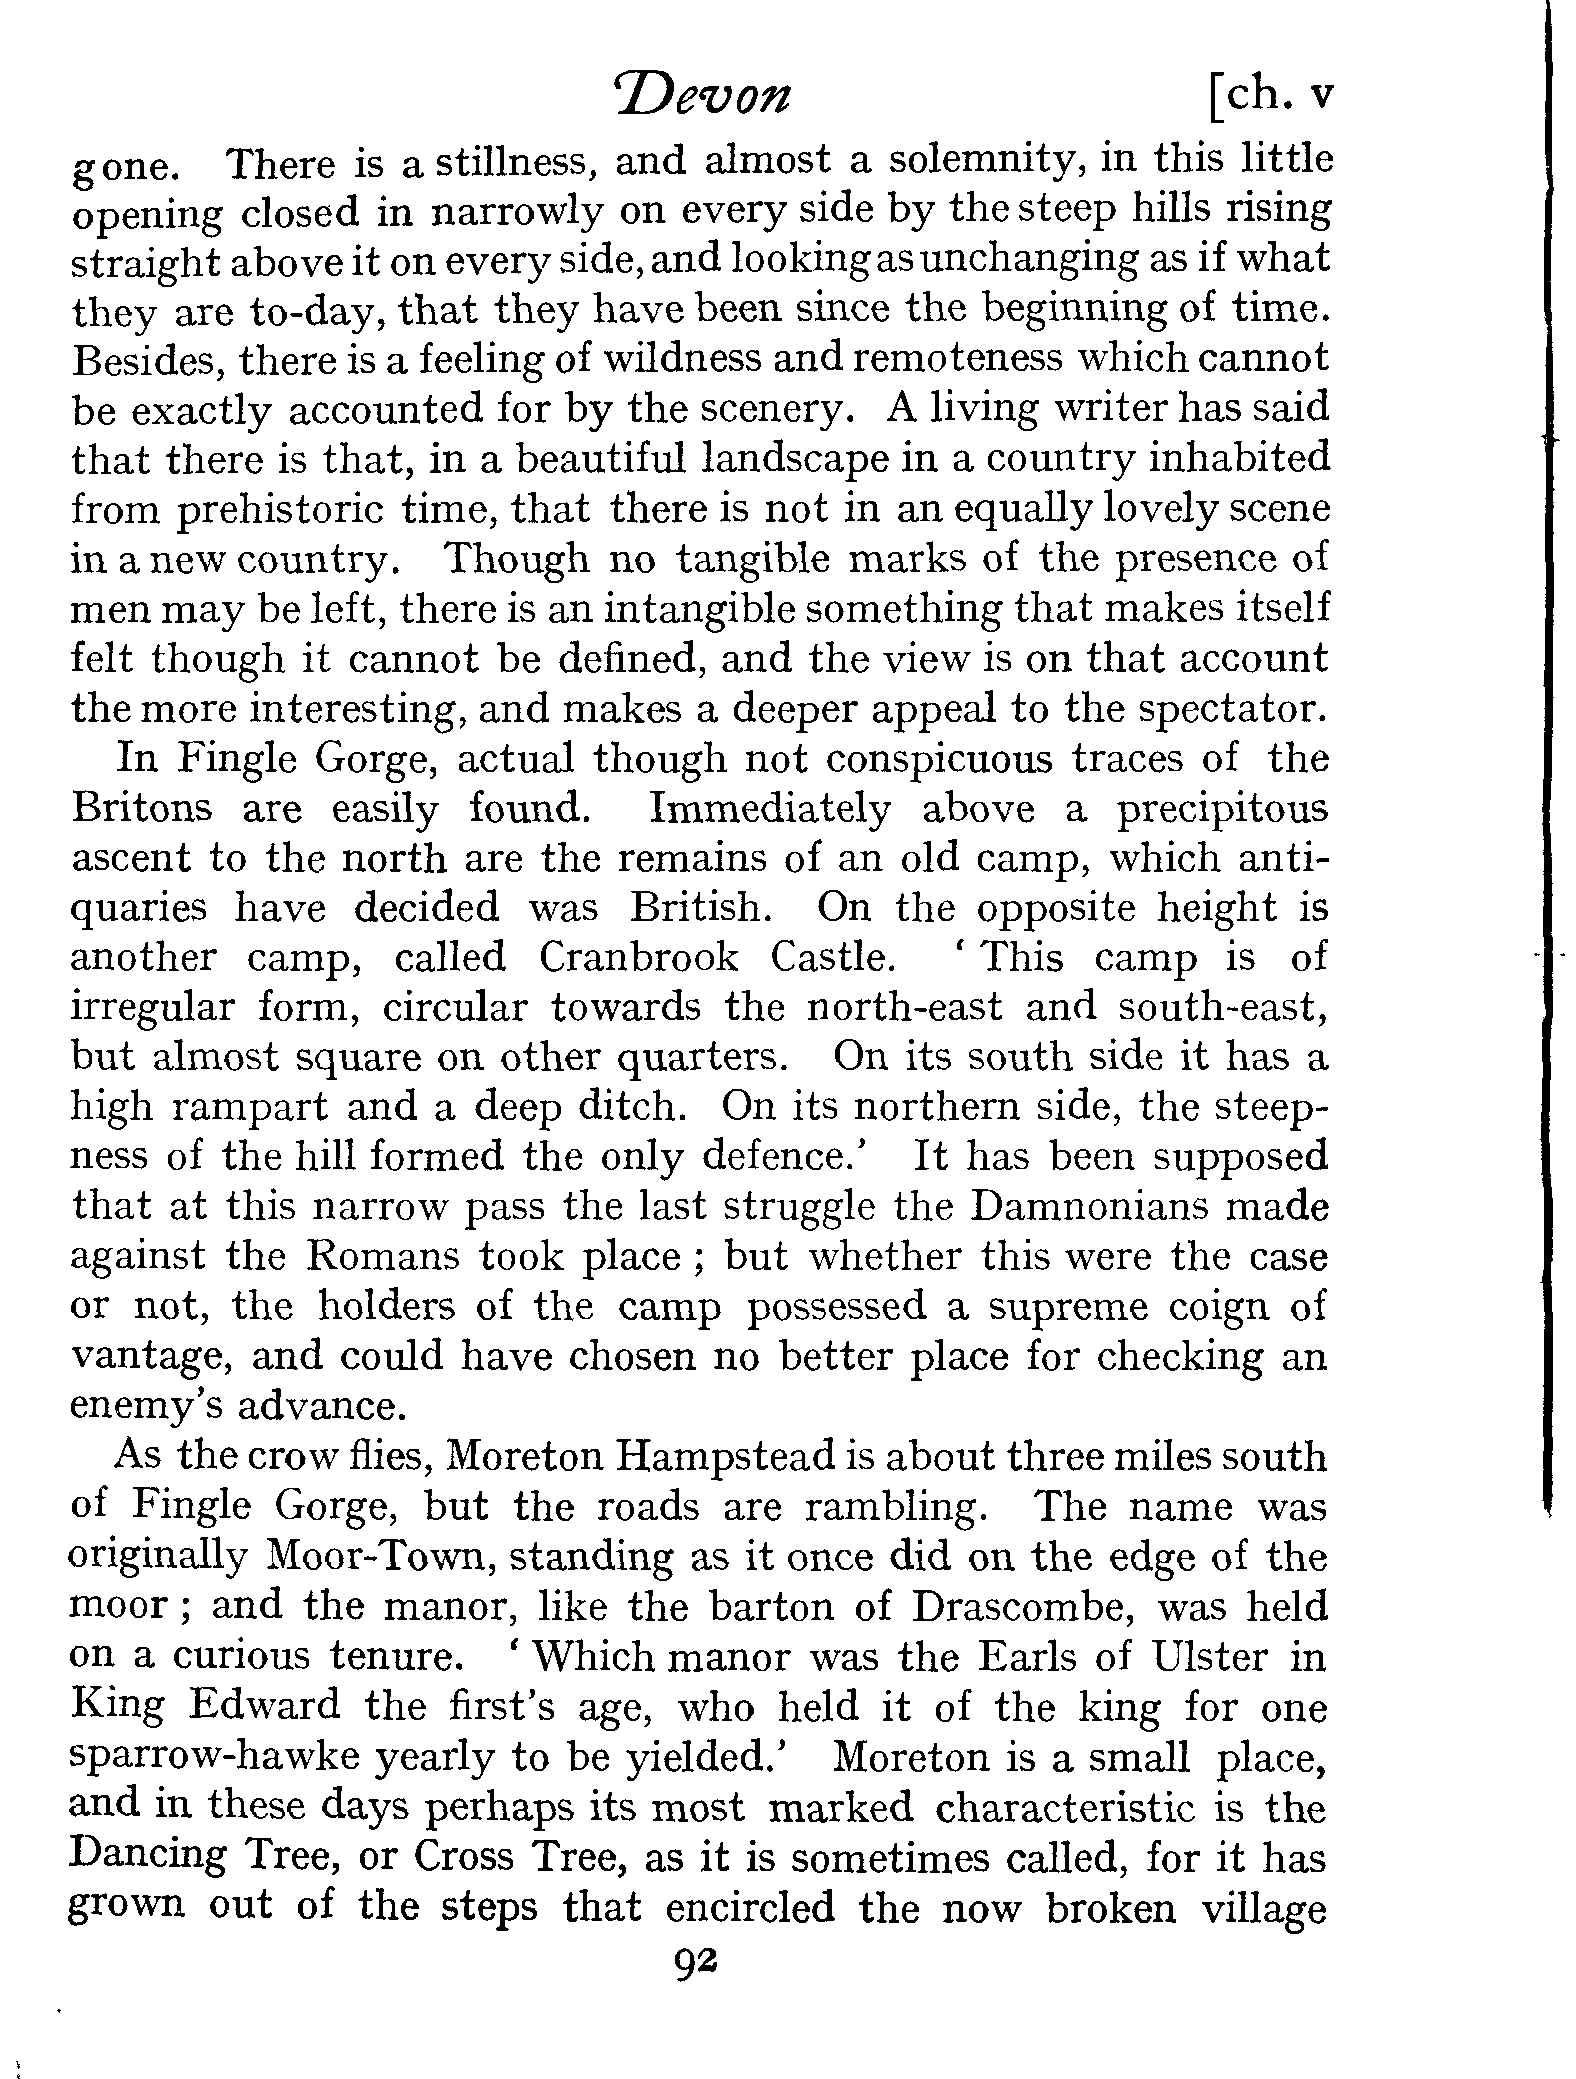 Devon [ch. v
gone. There is a stillness, and almost a solemnity, in this little
opening closed in narrowly on every side by the steep hills rising
straight above it on every side, and looking as unchanging as if what
they are to-day, that they have been since the beginning of time.
Besides, there is a feeling of wildness and remoteness which cannot
be exactly accounted for by the scenery. A living writer has said
that there is that, in a beautiful landscape in a country inhabited
from prehistoric time, that there is not in an equally lovely scene
in a new country. Though no tangible marks of the presence of
men may be left, there is an intangible something that makes itself
felt though it cannot be defined, and the view is on that account
the more interesting, and makes a deeper appeal to the spectator.
In Fingle Gorge, actual though not conspicuous traces of the
Britons are easily found. Immediately above a precipitous
ascent to the north are the remains of an old camp, which anti-
quaries have decided was British. On the opposite height is
another camp, called Cranbrook Castle. ‘ This camp is of
irregular form, circular towards the north-east and south-east,
but almost square on other quarters. On its south side it has a
high rampart and a deep ditch. On its northern side, the steep-
ness of the hill formed the only defence.’ It has been supposed
that at this narrow pass the last struggle the Damnonians made
against the Romans took place ; but whether this were the case
or not, the holders of the camp possessed a supreme coign of
vantage, and could have chosen no better place for checking an
enemy's advance.
As the crow flies, Moreton Hampstead is about three miles south
of Fingle Gorge, but the roads are rambling. The name was
originally Moor-Town, standing as it once did on the edge of the
moor ; and the manor, like the barton of Drascombe, was held
on a curious tenure. ‘ Which manor was the Earls of Ulster in
King Edward the first's age, who held it of the king for one
sparrow-hawke yearly to be yielded.’ Moreton is a small place,
and in these days perhaps its most marked characteristic is the
Dancing Tree, or Cross Tree, as it is sometimes called, for it has
grown out of the steps that encircled the now broken village
92